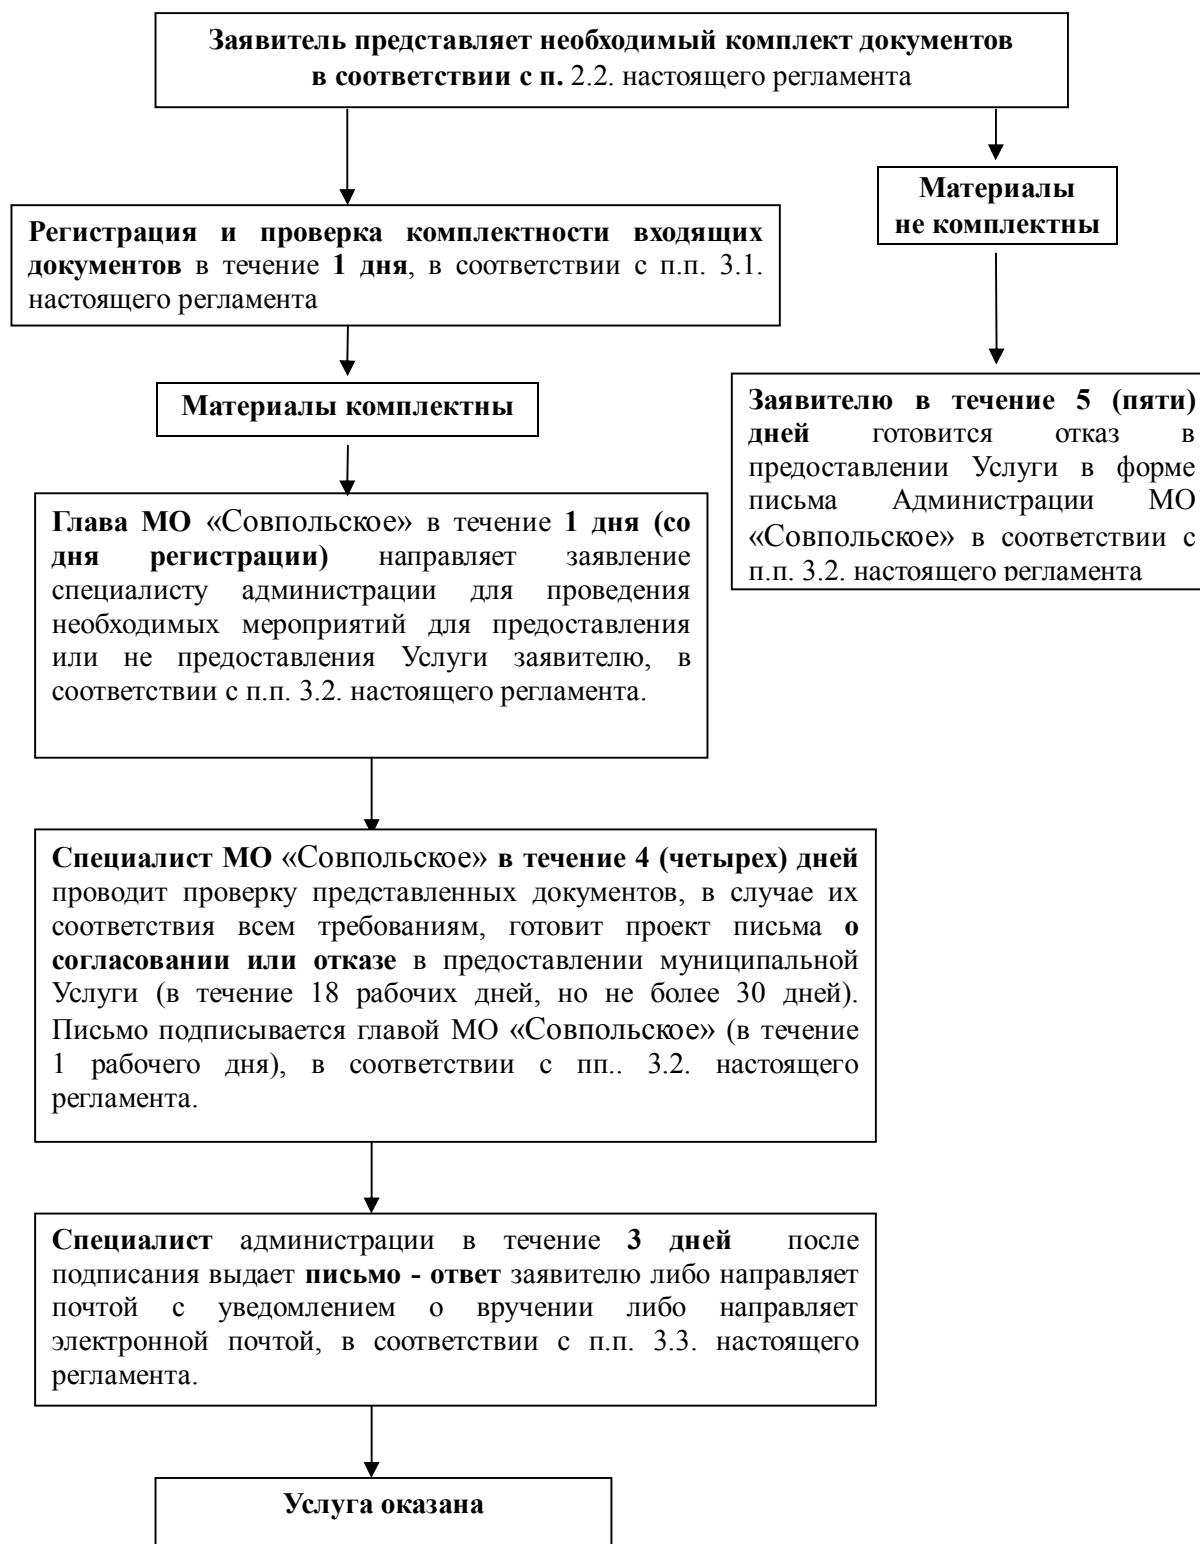 Заявитель представляет необходимый комплект документов
в соответствии с п. 2.2. настоящего регламента
Материалы
не комплектны
Регистрация и проверка комплектности входящих
документов в течение 1 дня, в соответствии с п.п. 3.1.
настоящего регламента
Материалы комплектны
Заявителю в течение 5 (пяти)
дней готовится отказ в
предоставлении Услуги в форме
письма Администрации МО
«Совпольское» в соответствии с
п.п. 3.2. настоящего регламента
Глава МО «Совпольское» в течение 1 дня (со
дня регистрации) направляет заявление
специалисту администрации для проведения
необходимых мероприятий для предоставления
или не предоставления Услуги заявителю, в
соответствии с п.п. 3.2. настоящего регламента.
Специалист МО «Совпольское» в течение 4 (четырех) дней
проводит проверку представленных документов, в случае их
соответствия всем требованиям, готовит проект письма о
согласовании или отказе в предоставлении муниципальной
Услуги (в течение 18 рабочих дней, но не более 30 дней).
Письмо подписывается главой МО «Совпольское» (в течение
1 рабочего дня), в соответствии с пп.. 3.2. настоящего
регламента.
Специалист администрации в течение 3 дней после
подписания выдает письмо - ответ заявителю либо направляет
почтой с уведомлением о вручении либо направляет
электронной почтой, в соответствии с п.п. 3.3. настоящего
регламента.
Услуга оказана